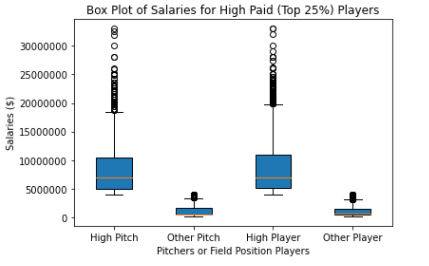 Box Plot of Salaries for High Paid (Top 25%) Players
Salaries ($)
30000000
25000000
20000000
15000000
10000000
5000000
0
High Pitch Other Pitch High Player Other Player
Pitchers or Field Position Players